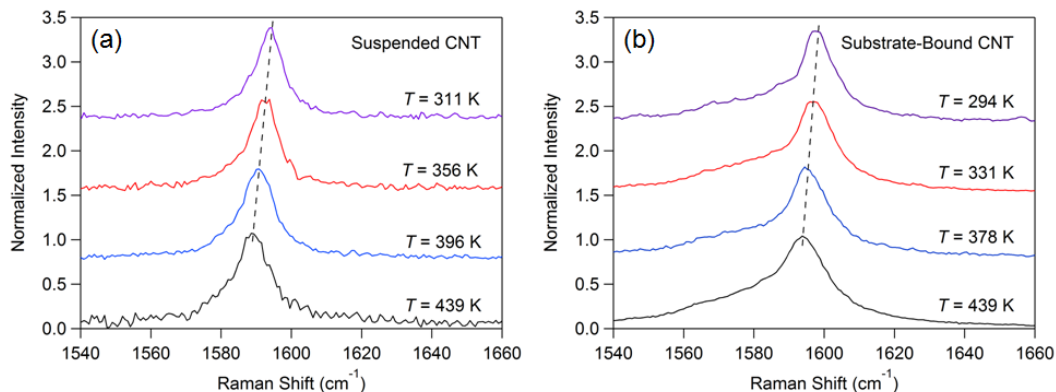 (a)
Suspended CNT
T = 311 K
T = 356 K
T = 396 K
T = 439 K
Normalized Intensity
3.5
3.0
2.5
2.0
1.5
1.0
0.5
0.0
1540 1560 1580 1600 1620 1640 1660
Raman Shift (cm⁻¹)
(b)
Substrate-Bound CNT
T = 294 K
T = 331 K
T = 378 K
T = 439 K
Normalized Intensity
3.5
3.0
2.5
2.0
1.5
1.0
0.5
0.0
1540 1560 1580 1600 1620 1640 1660
Raman Shift (cm⁻¹)